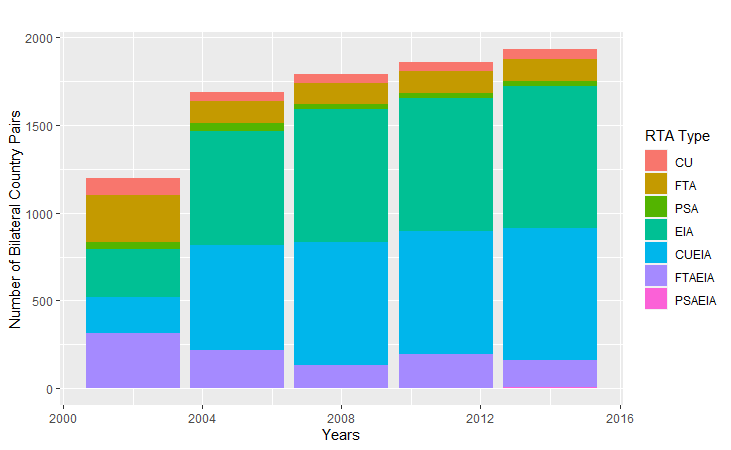 Number of Bilateral Country Pairs
2000
1500
1000
500
0
2000
2004
2008
2012
2016
Years
RTA Type
CU
FTA
PSA
EIA
CUEIA
FTAEIA
PSAEIA